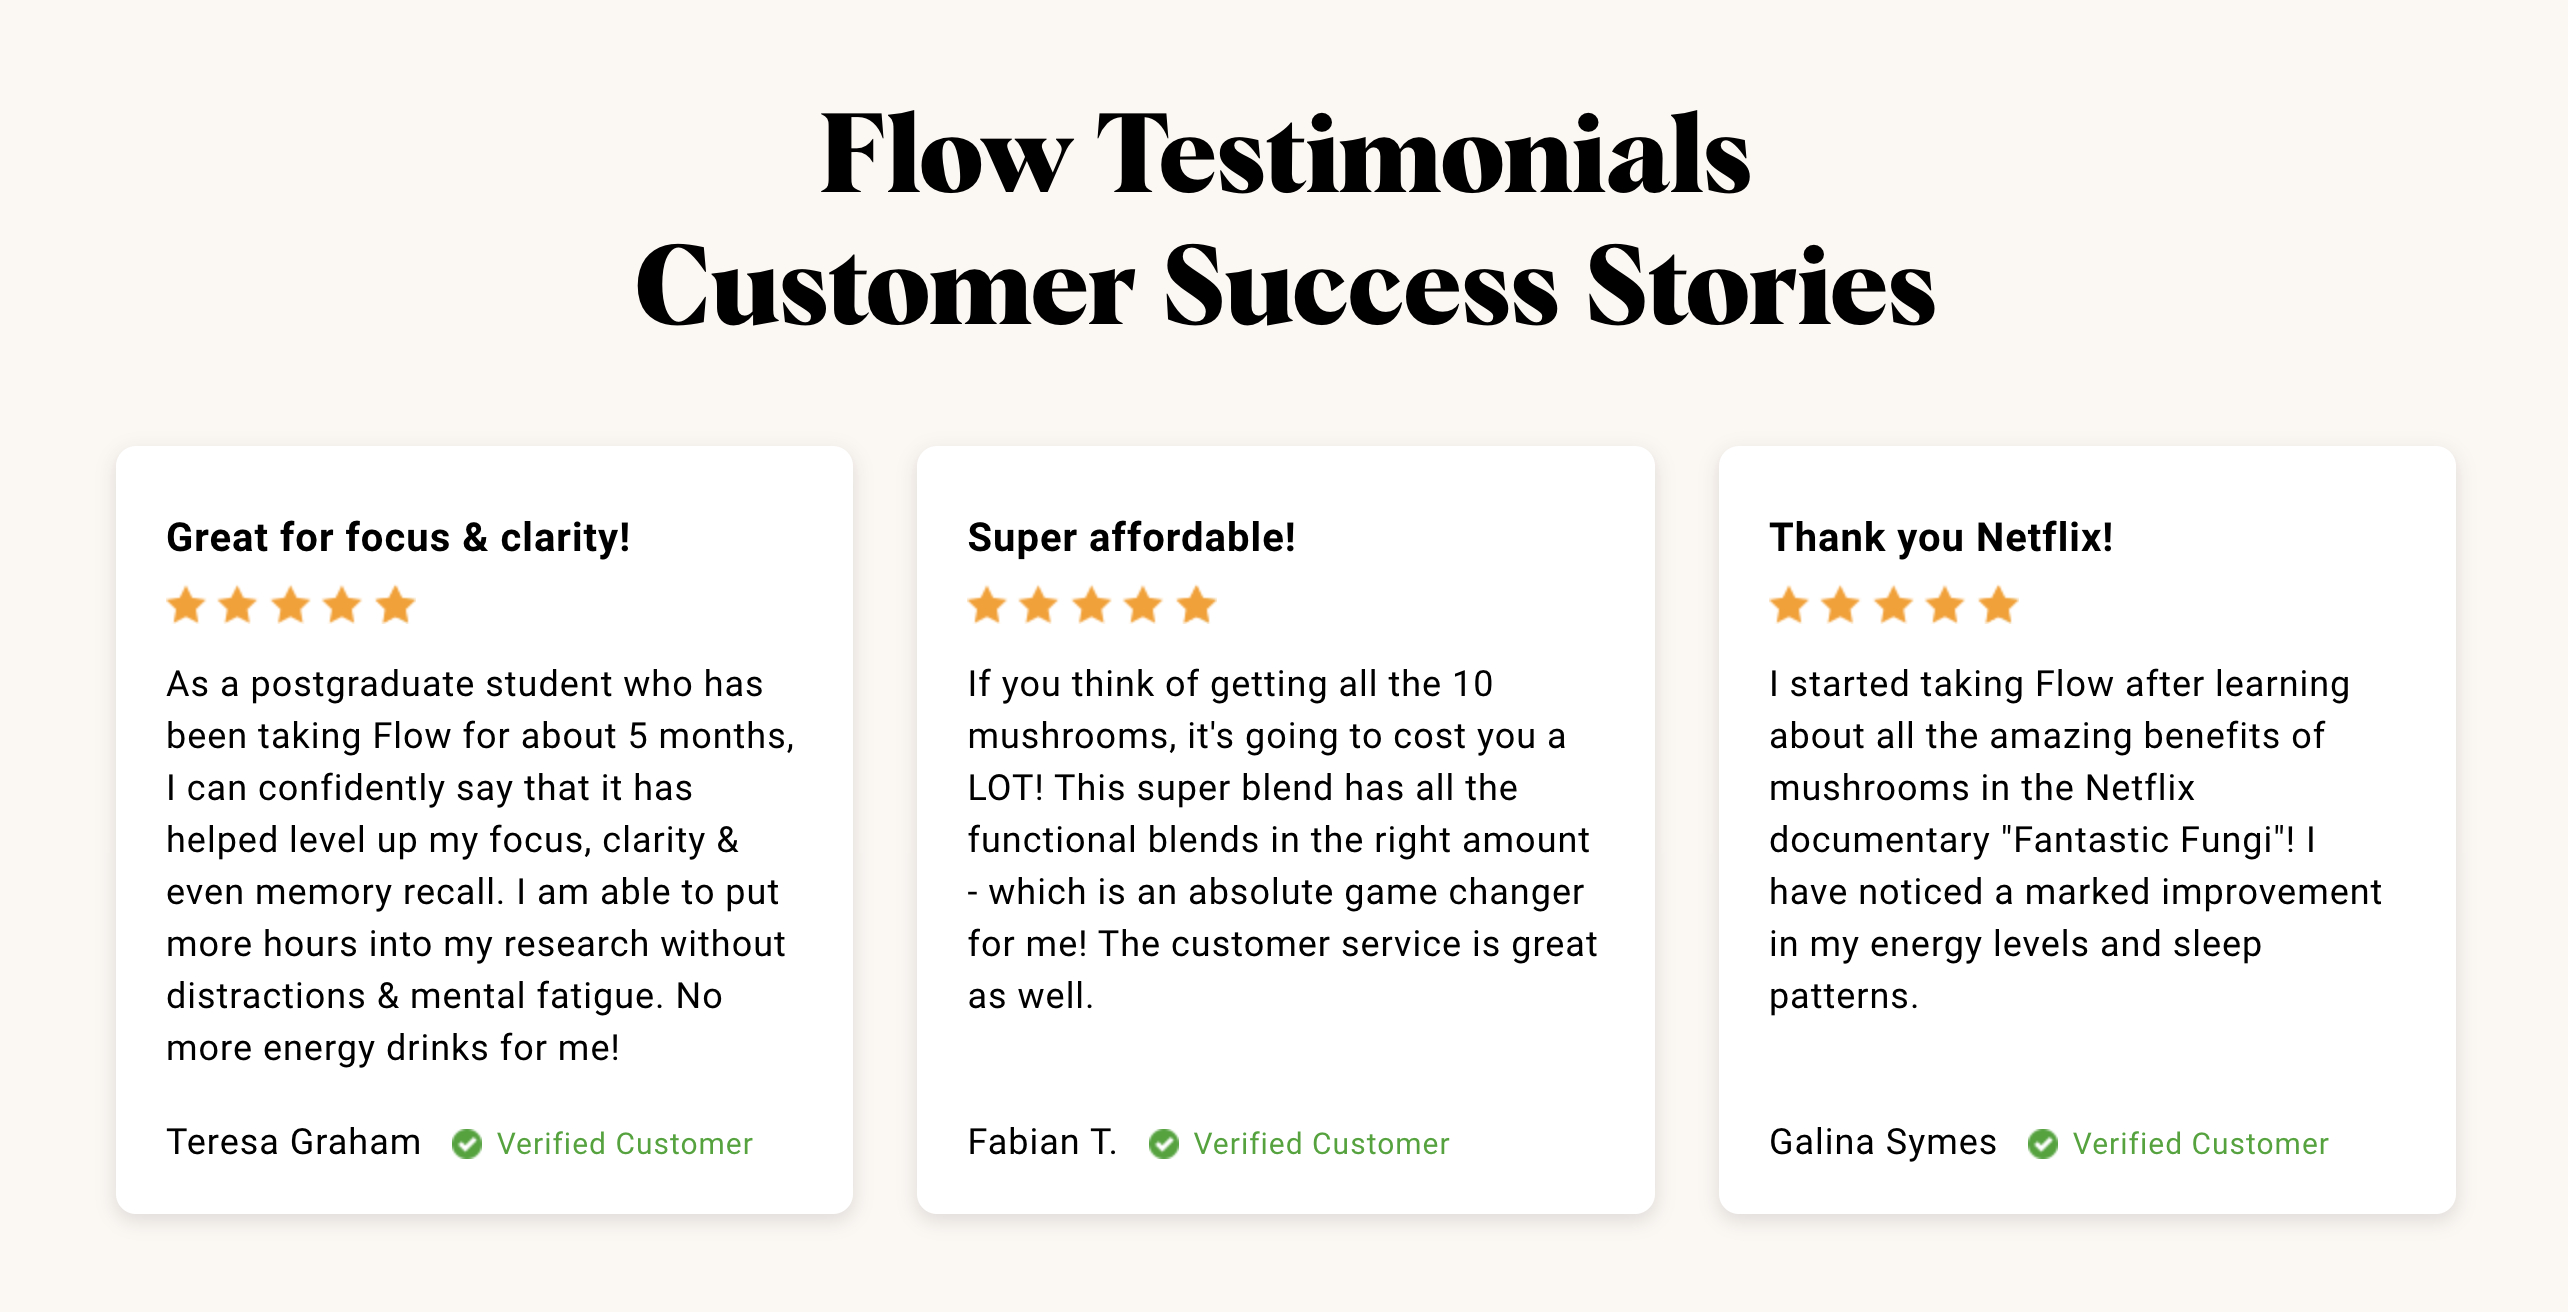 Flow Testimonials
Customer Success Stories
Great for focus & clarity!
As a postgraduate student who has
been taking Flow for about 5 months,
I can confidently say that it has
helped level up my focus, clarity &
even memory recall. I am able to put
more hours into my research without
distractions & mental fatigue. No
more energy drinks for me!
Teresa Graham Verified Customer
Super affordable!
If you think of getting all the 10
mushrooms, it's going to cost you a
LOT! This super blend has all the
functional blends in the right amount
- which is an absolute game changer
for me! The customer service is great
as well.
Fabian T. Verified Customer
Thank you Netflix!
I started taking Flow after learning
about all the amazing benefits of
mushrooms in the Netflix
documentary "Fantastic Fungi"! I
have noticed a marked improvement
in my energy levels and sleep
patterns.
Galina Symes Verified Customer